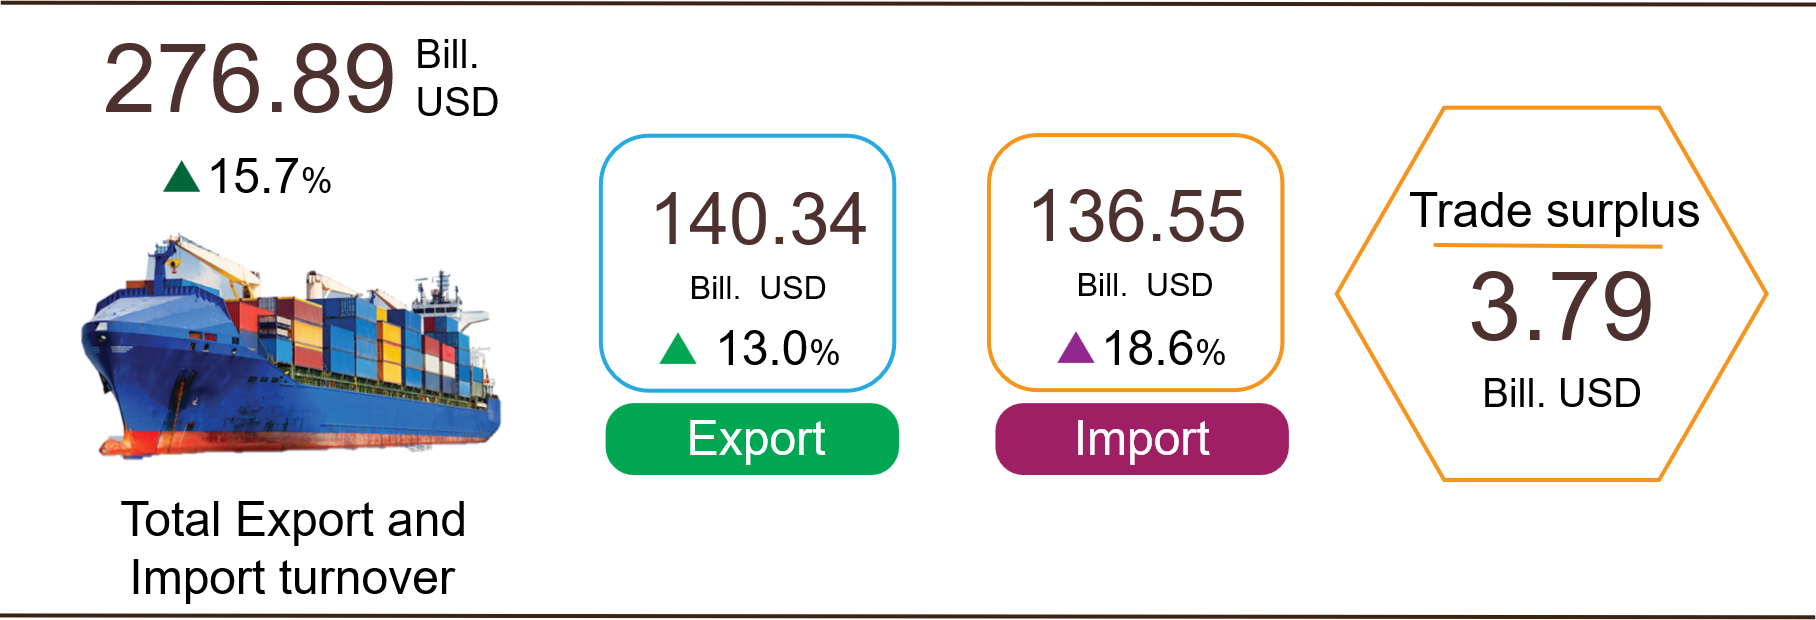 276.89 Bill.
USD
▲ 15.7%
Total Export and
Import turnover
140.34
Bill. USD
▲ 13.0%
Export
136.55
Bill. USD
▲ 18.6%
Import
Trade surplus
3.79
Bill. USD